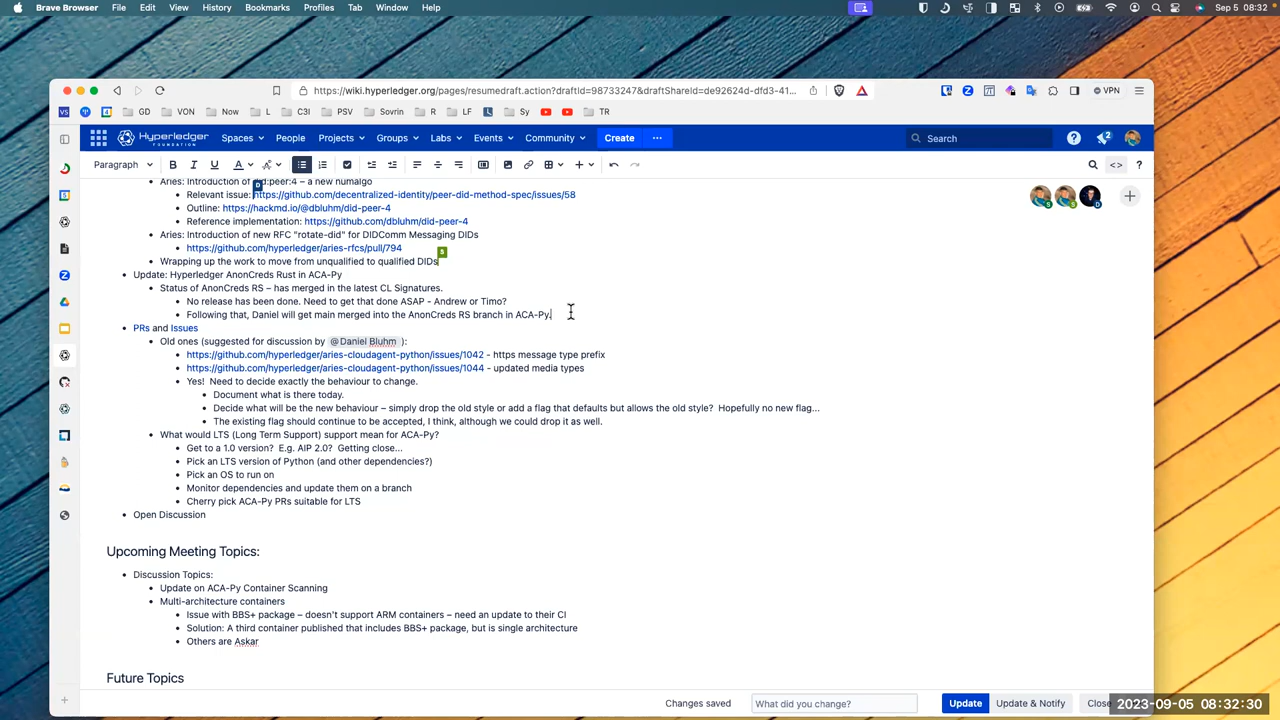 Brave Browser File Edit View History Bookmarks Profiles Tab Window Help Sep 5 08:32
https://wiki.hyperledger.org/pages/resumedraft.action?draftId=98733247&draftShareId=de92624d-dfd3-41... VPN
VS GD VON Now L C3I PSV Sovrin R LF Sy TR
HYPERLEDGER FOUNDATION Spaces People Projects Groups Labs Events Community Create ··· Search 2
Paragraph B I U A
Aries: Introduction of did:peer:4 – a new numalgo
D
Relevant issue: https://github.com/decentralized-identity/peer-did-method-spec/issues/58
Outline: https://hackmd.io/@dbluhm/did-peer-4
Reference implementation: https://github.com/dbluhm/did-peer-4
Aries: Introduction of new RFC "rotate-did" for DIDComm Messaging DIDs
https://github.com/hyperledger/aries-rfcs/pull/794
S
Wrapping up the work to move from unqualified to qualified DIDs
Update: Hyperledger AnonCreds Rust in ACA-Py
Status of AnonCreds RS – has merged in the latest CL Signatures.
No release has been done. Need to get that done ASAP - Andrew or Timo?
Following that, Daniel will get main merged into the AnonCreds RS branch in ACA-Py.
PRs and Issues
Old ones (suggested for discussion by @Daniel Bluhm ):
https://github.com/hyperledger/aries-cloudagent-python/issues/1042 - https message type prefix
https://github.com/hyperledger/aries-cloudagent-python/issues/1044 - updated media types
Yes! Need to decide exactly the behaviour to change.
Document what is there today.
Decide what will be the new behaviour – simply drop the old style or add a flag that defaults but allows the old style? Hopefully no new flag...
The existing flag should continue to be accepted, I think, although we could drop it as well.
What would LTS (Long Term Support) support mean for ACA-Py?
Get to a 1.0 version? E.g. AIP 2.0? Getting close...
Pick an LTS version of Python (and other dependencies?)
Pick an OS to run on
Monitor dependencies and update them on a branch
Cherry pick ACA-Py PRs suitable for LTS
Open Discussion
Upcoming Meeting Topics:
Discussion Topics:
Update on ACA-Py Container Scanning
Multi-architecture containers
Issue with BBS+ package – doesn't support ARM containers – need an update to their CI
Solution: A third container published that includes BBS+ package, but is single architecture
Others are Askar
Future Topics
Changes saved What did you change? Update Update & Notify Close
2023-09-05 08:32:30